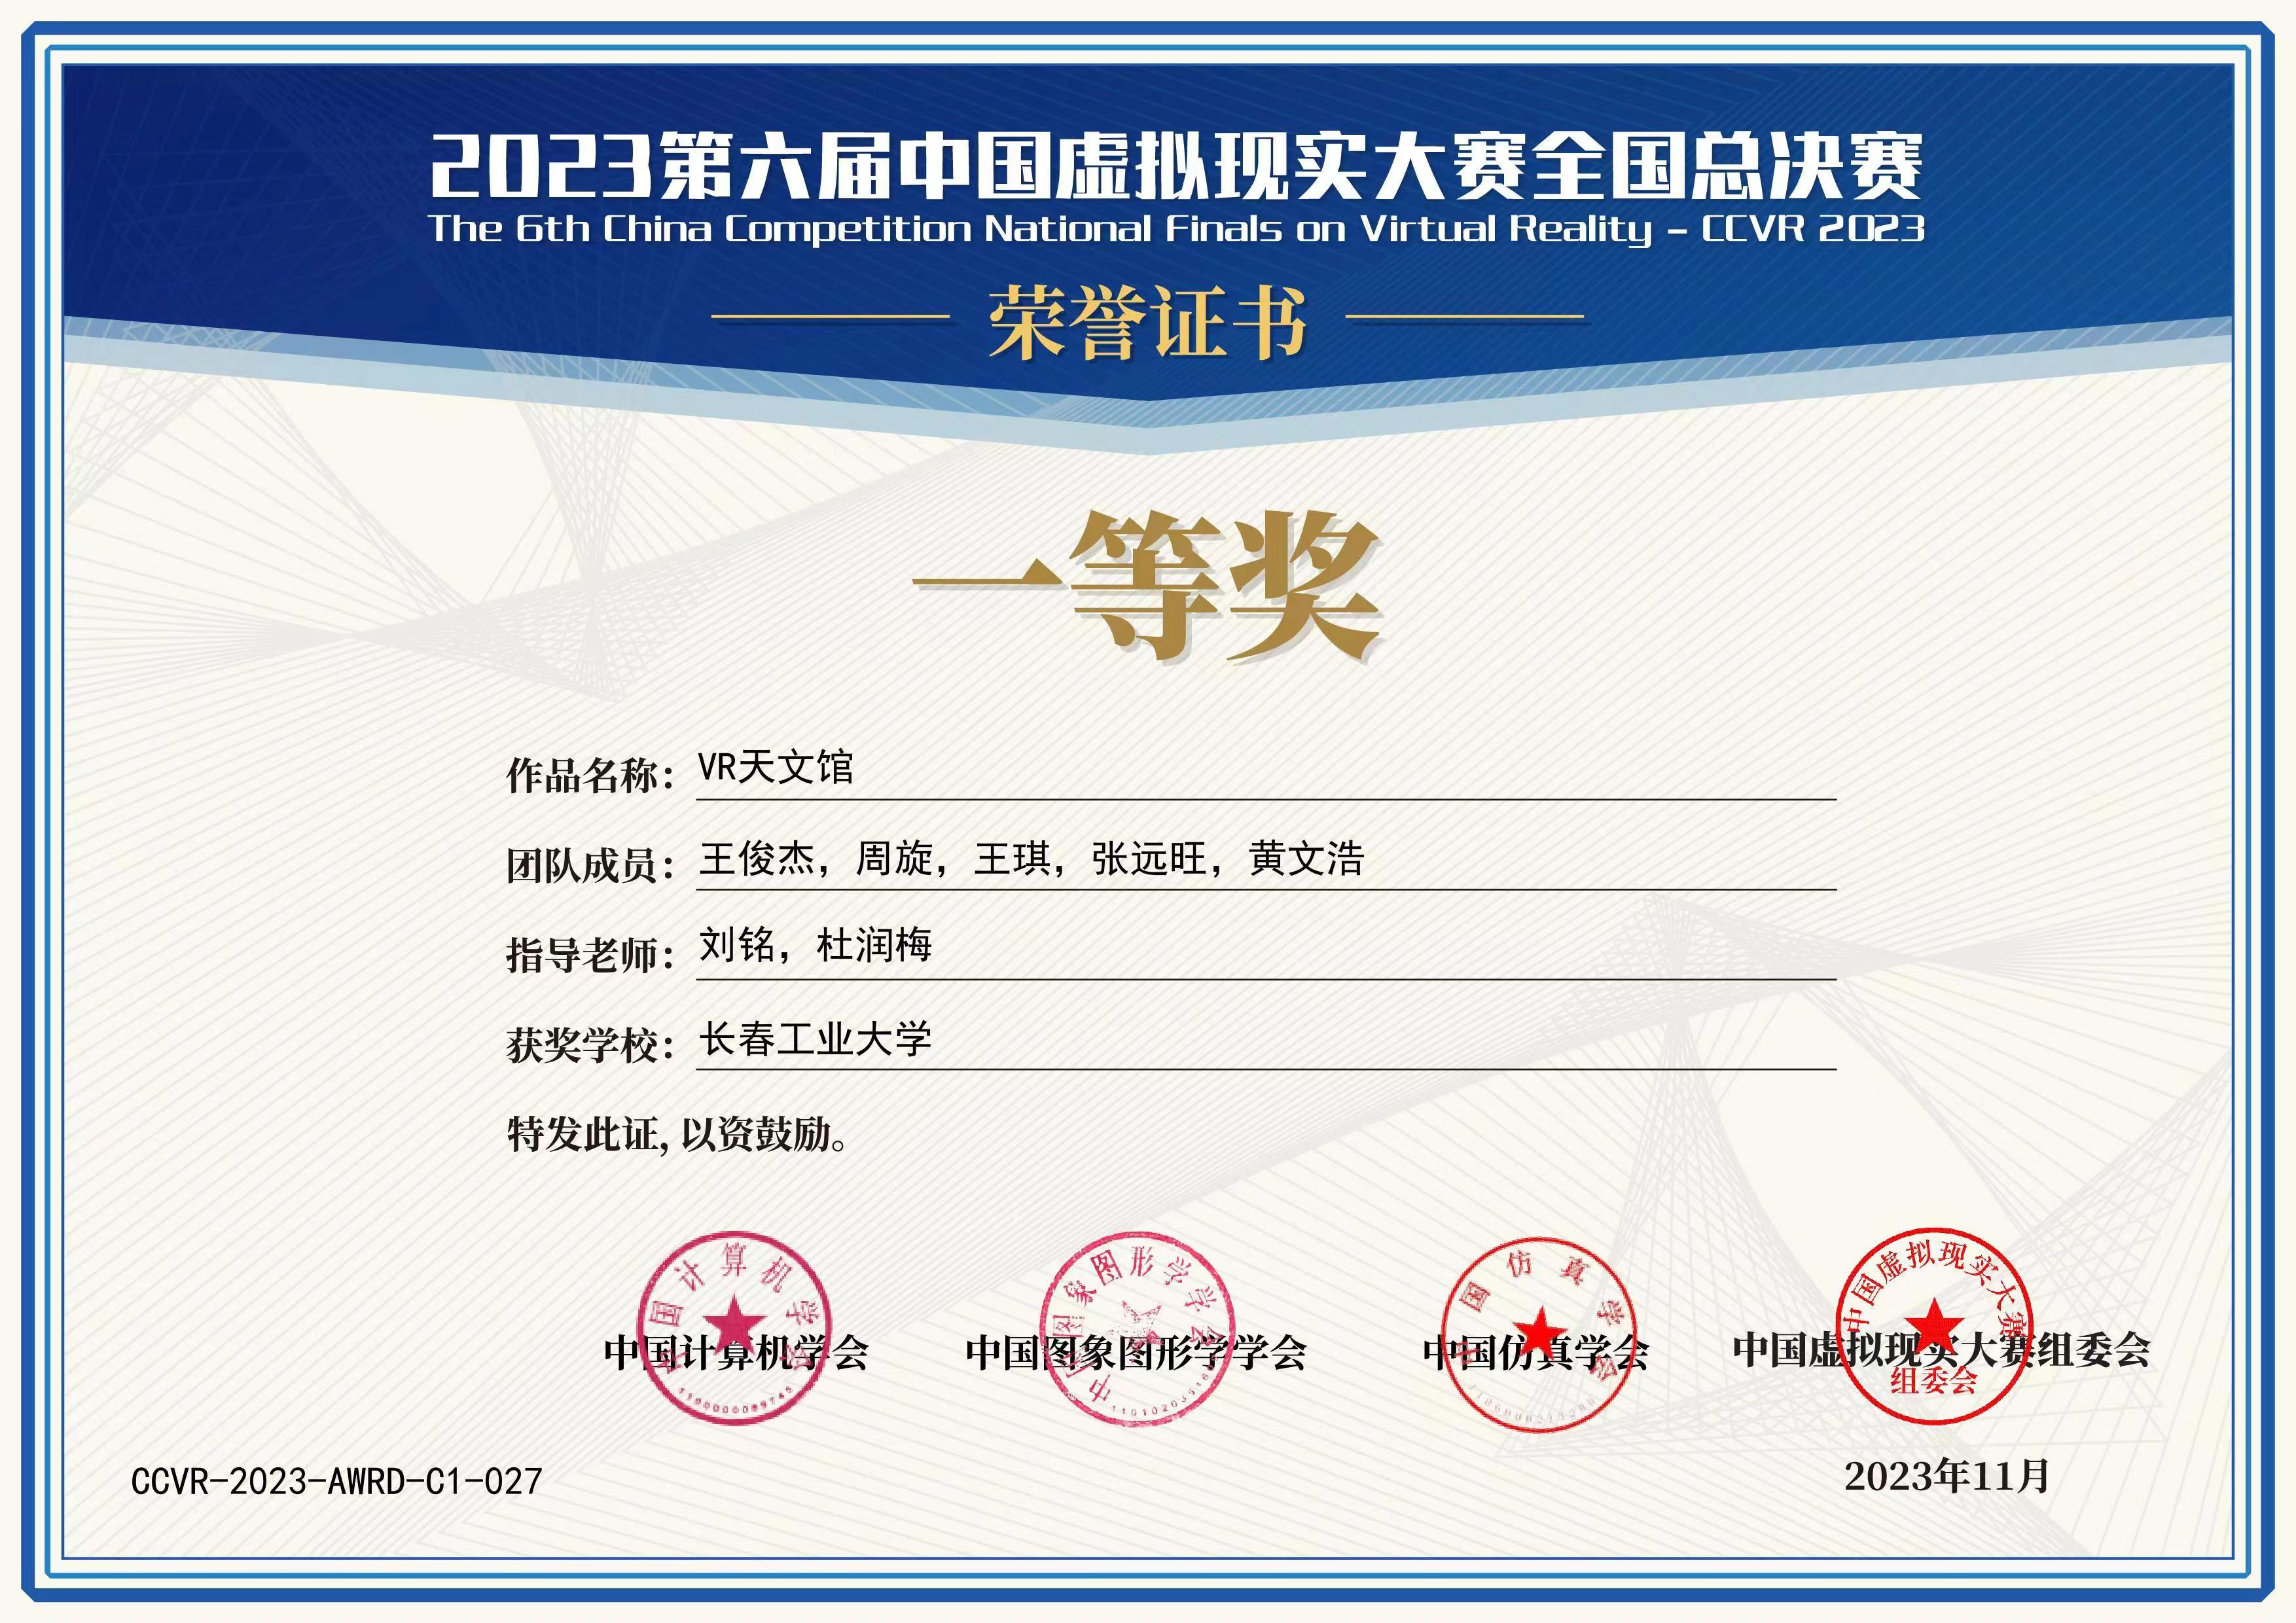 2023第六届中国虚拟现实大赛全国总决赛
The 6th China Competition National Finals on Virtual Reality - CCVR 2023
荣誉证书
一等奖
作品名称：VR天文馆
团队成员：王俊杰，周旋，王琪，张远旺，黄文浩
指导老师：刘铭，杜润梅
获奖学校：长春工业大学
特发此证，以资鼓励。
中国计算机学会
中国图象图形学学会
中国仿真学会
中国虚拟现实大赛
组委会
中国计算机学会 中国图象图形学学会 中国仿真学会 中国虚拟现实大赛组委会
CCVR-2023-AWRD-C1-027
2023年11月